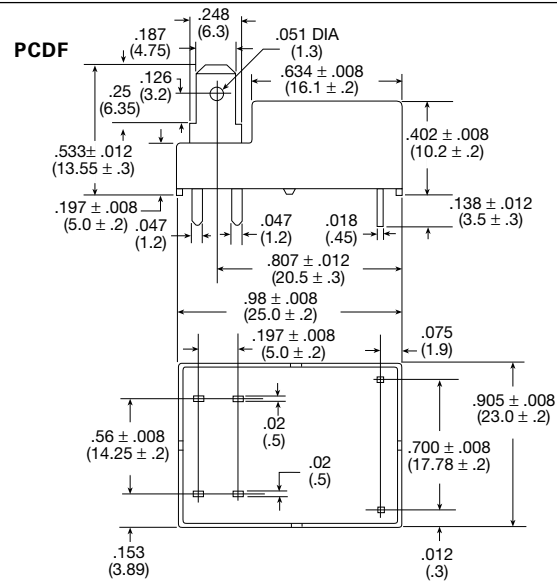 PCDF
.248
(6.3)
.187
(4.75)
.051 DIA
(1.3)
.126
(3.2)
.634 ± .008
(16.1 ± .2)
.25
(6.35)
.533± .012
(13.55 ± .3)
.402 ± .008
(10.2 ± .2)
.197 ± .008
(5.0 ± .2)
.047
(1.2)
.047
(1.2)
.018
(.45)
.138 ± .012
(3.5 ± .3)
.807 ± .012
(20.5 ± .3)
.98 ± .008
(25.0 ± .2)
.197 ± .008
(5.0 ± .2)
.075
(1.9)
.02
(.5)
.56 ± .008
(14.25 ± .2)
.02
(.5)
.700 ± .008
(17.78 ± .2)
.905 ± .008
(23.0 ± .2)
.153
(3.89)
.012
(.3)